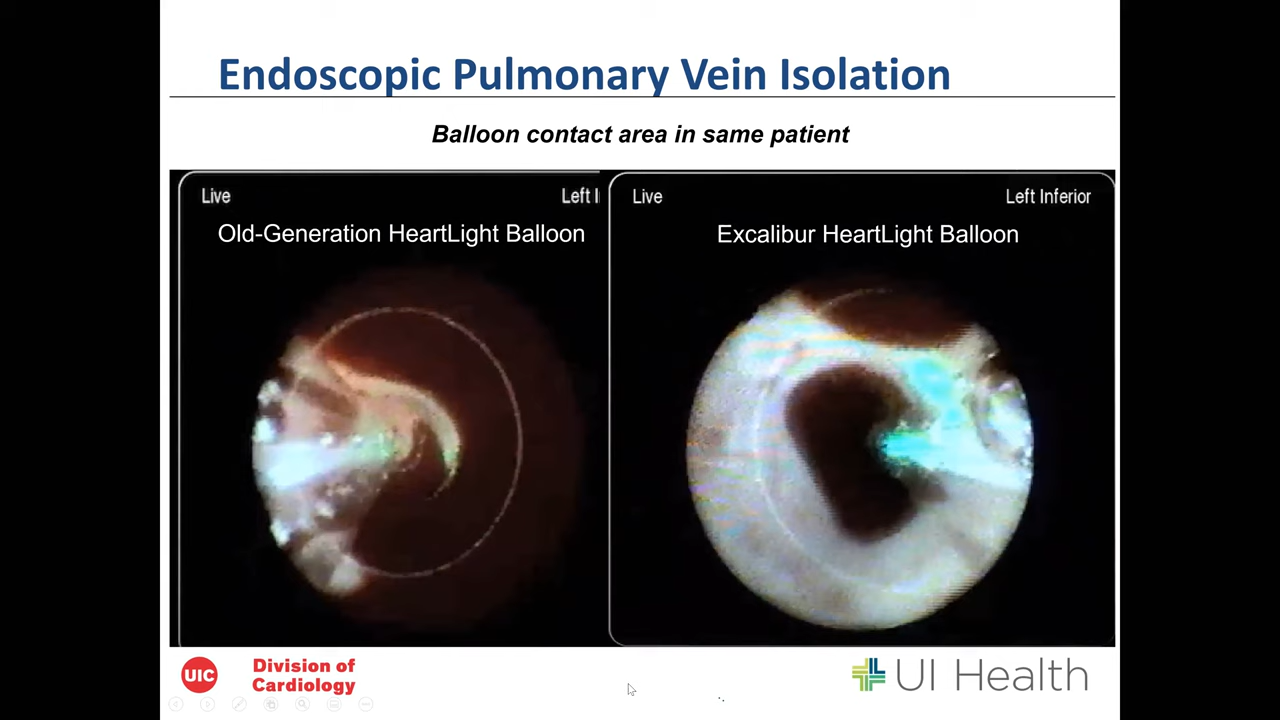 Endoscopic Pulmonary Vein Isolation
Balloon contact area in same patient
Live
Left I
Old-Generation HeartLight Balloon
Live
Left Inferior
Excalibur HeartLight Balloon
UIC
Division of
Cardiology
UI Health